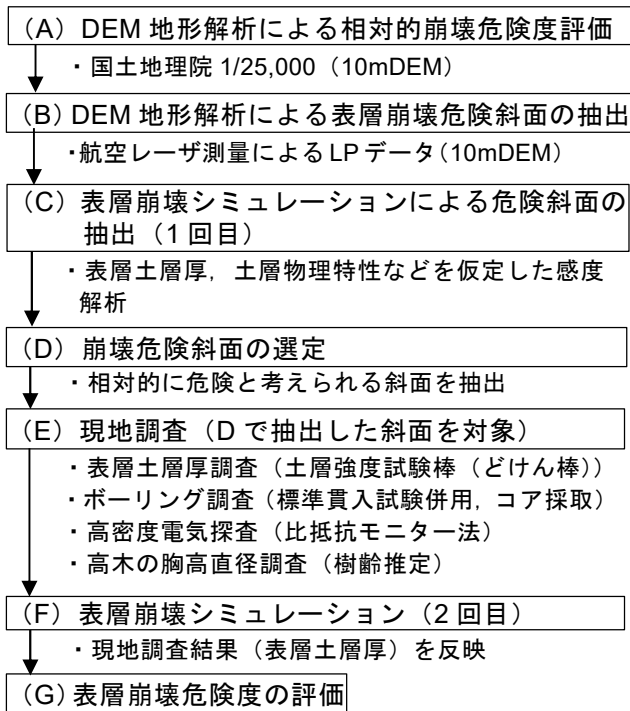 (A) DEM 地形解析による相対的崩壊危険度評価
・国土地理院 1/25,000（10mDEM）
(B) DEM 地形解析による表層崩壊危険斜面の抽出
・航空レーザ測量による LP データ（10mDEM）
(C) 表層崩壊シミュレーションによる危険斜面の
抽出（1 回目）
・表層土層厚，土層物理特性などを仮定した感度
解析
(D) 崩壊危険斜面の選定
・相対的に危険と考えられる斜面を抽出
(E) 現地調査（D で抽出した斜面を対象）
・表層土層厚調査（土層強度試験棒（どけん棒））
・ボーリング調査（標準貫入試験併用，コア採取）
・高密度電気探査（比抵抗モニター法）
・高木の胸高直径調査（樹齢推定）
(F) 表層崩壊シミュレーション（2 回目）
・現地調査結果（表層土層厚）を反映
(G) 表層崩壊危険度の評価